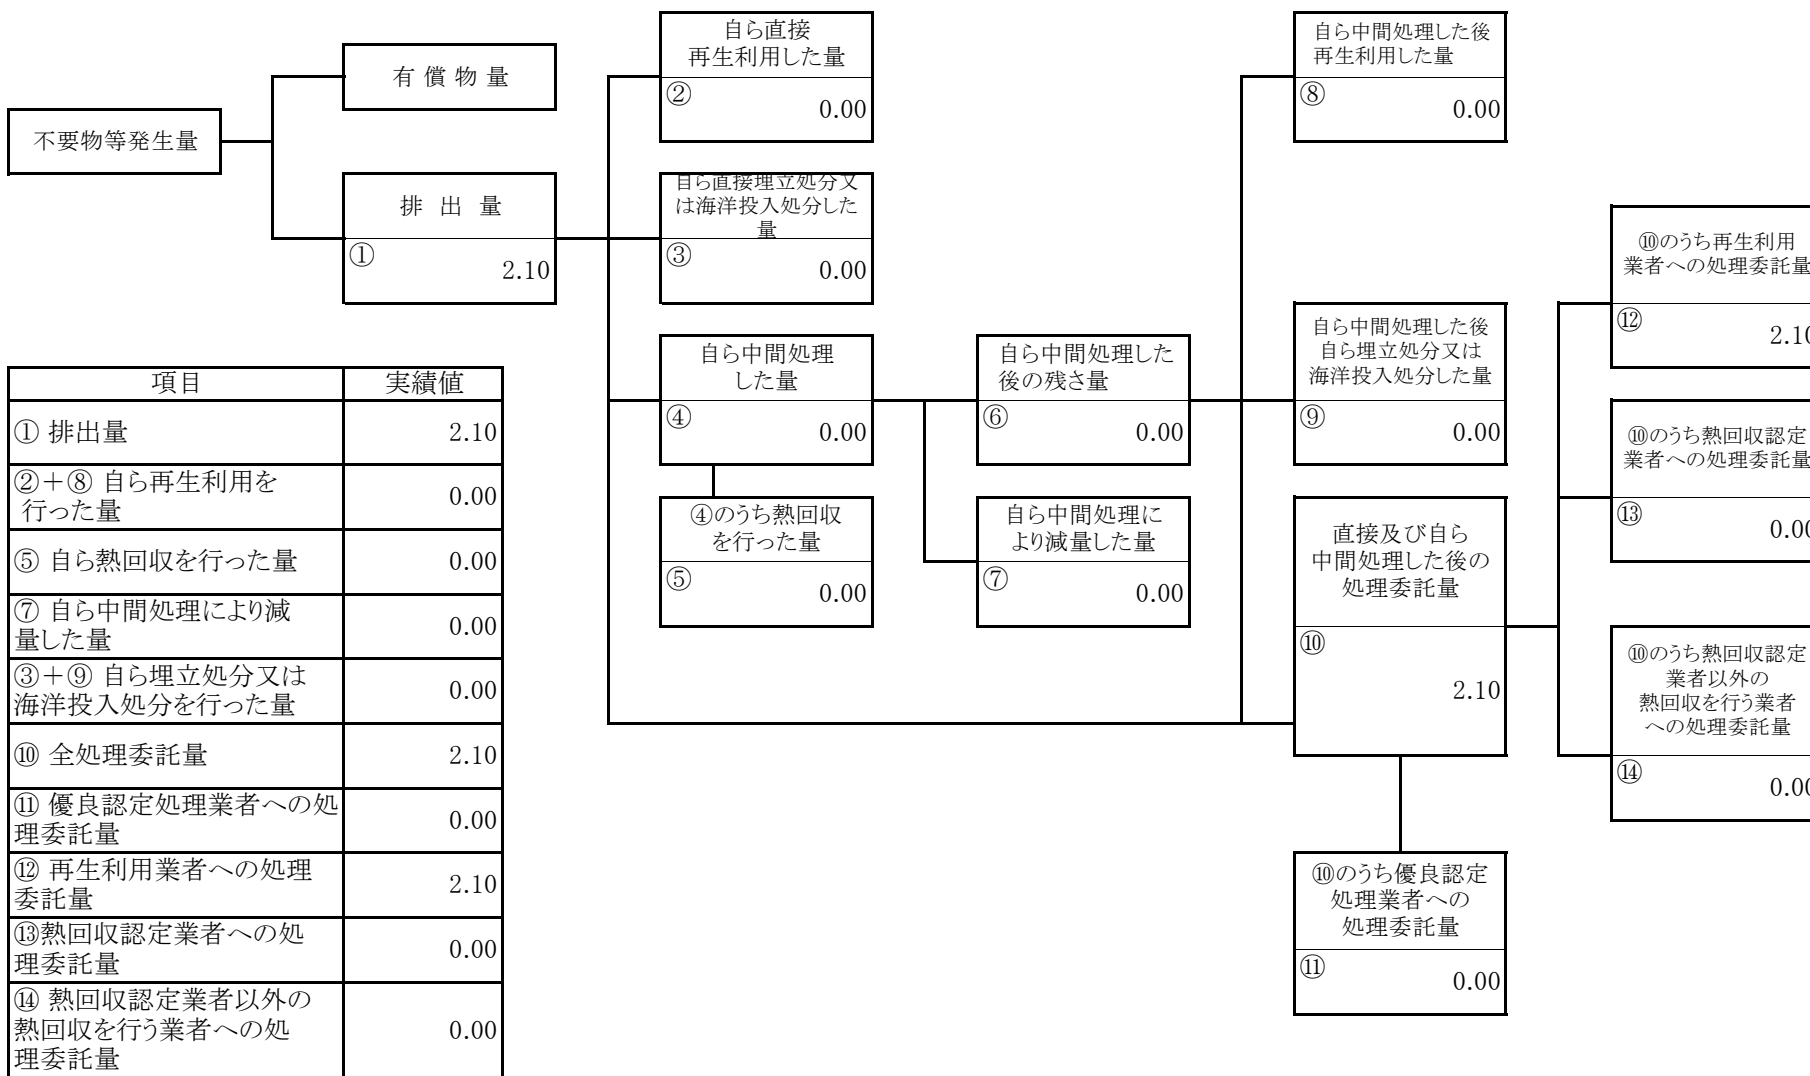 不要物等発生量
有 償 物 量
排 出 量
①
2.10
自ら直接
再生利用した量
②
0.00
自ら直接埋立処分又
は海洋投入処分した
量
③
0.00
自ら中間処理
した量
④
0.00
④のうち熱回収
を行った量
⑤
0.00
自ら中間処理した
後の残さ量
⑥
0.00
自ら中間処理に
より減量した量
⑦
0.00
自ら中間処理した後
再生利用した量
⑧
0.00
自ら中間処理した後
自ら埋立処分又は
海洋投入処分した量
⑨
0.00
直接及び自ら
中間処理した後の
処理委託量
⑩
2.10
⑩のうち優良認定
処理業者への
処理委託量
⑪
0.00
⑩のうち再生利用
業者への処理委託量
⑫
2.10
⑩のうち熱回収認定
業者への処理委託量
⑬
0.00
⑩のうち熱回収認定
業者以外の
熱回収を行う業者
への処理委託量
⑭
0.00
項目 実績値
① 排出量 2.10
②＋⑧ 自ら再生利用を
行った量
0.00
⑤ 自ら熱回収を行った量 0.00
⑦ 自ら中間処理により減
量した量
0.00
③＋⑨ 自ら埋立処分又は
海洋投入処分を行った量
0.00
⑩ 全処理委託量 2.10
⑪ 優良認定処理業者への処
理委託量
0.00
⑫ 再生利用業者への処理
委託量
2.10
⑬熱回収認定業者への処
理委託量
0.00
⑭ 熱回収認定業者以外の
熱回収を行う業者への処
理委託量
0.00